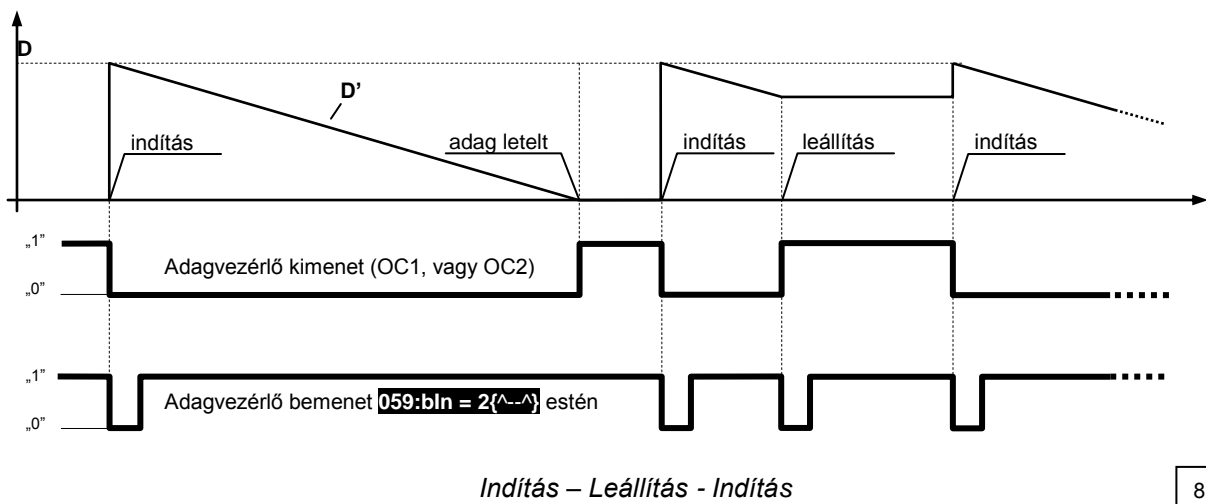 D
D'
indítás
adag letelt
indítás
leállítás
indítás
„1”
Adagvezérlő kimenet (OC1, vagy OC2)
„0”
„1”
Adagvezérlő bemenet 059:bIn = 2{^--^} estén
„0”
Indítás – Leállítás - Indítás
8